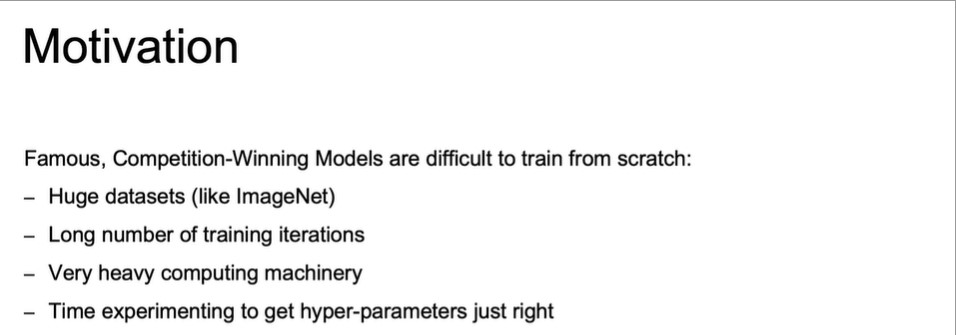 Motivation
Famous, Competition-Winning Models are difficult to train from scratch:
– Huge datasets (like ImageNet)
– Long number of training iterations
– Very heavy computing machinery
– Time experimenting to get hyper-parameters just right